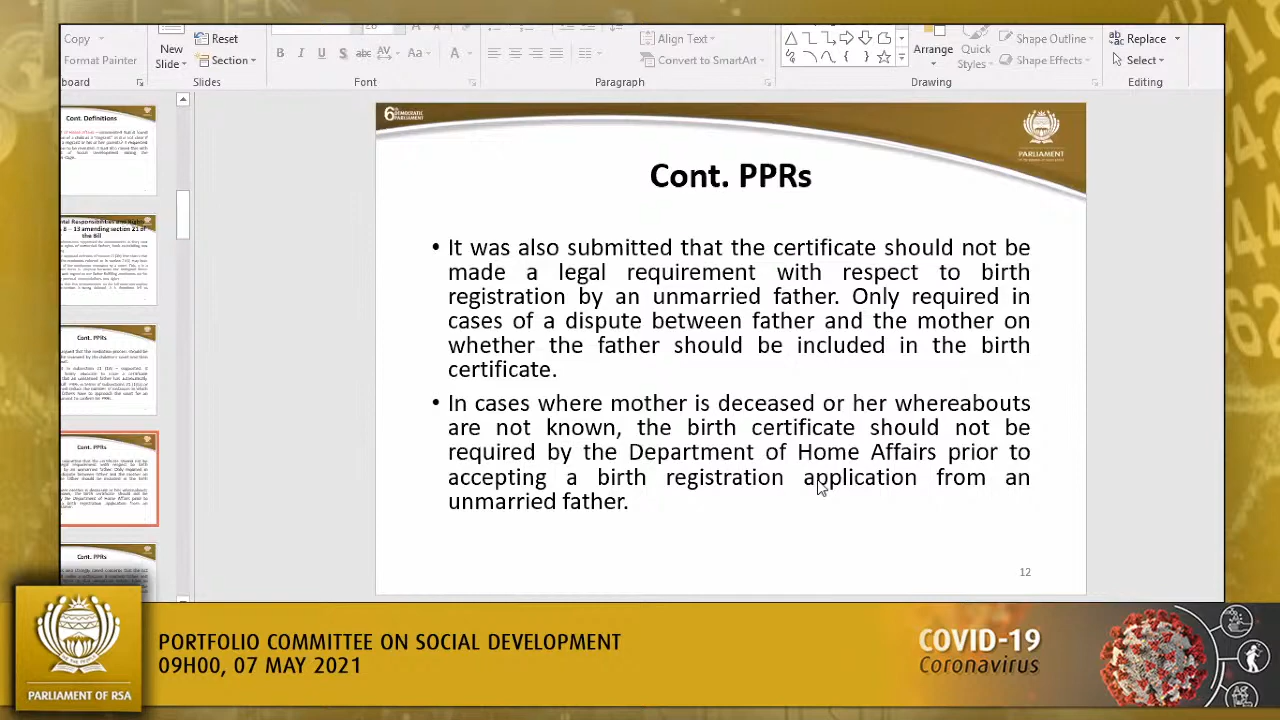 Copy
Format Painter
board
New
Slide
Reset
Section
Slides
B I U S abc AV Aa A
Font
Paragraph
Align Text
Convert to SmartArt
Arrange
Quick
Styles
Shape Outline
Shape Effects
Drawing
Replace
Select
Editing
Cont. Definitions
Cont. PPRs
Cont. PPRs
Cont. PPRs
6TH DEMOCRATIC
PARLIAMENT
PARLIAMENT
Cont. PPRs
• It was also submitted that the certificate should not be
made a legal requirement with respect to birth
registration by an unmarried father. Only required in
cases of a dispute between father and the mother on
whether the father should be included in the birth
certificate.
• In cases where mother is deceased or her whereabouts
are not known, the birth certificate should not be
required by the Department of Home Affairs prior to
accepting a birth registration application from an
unmarried father.
12
PARLIAMENT OF RSA
PORTFOLIO COMMITTEE ON SOCIAL DEVELOPMENT
09H00, 07 MAY 2021
COVID-19
Coronavirus